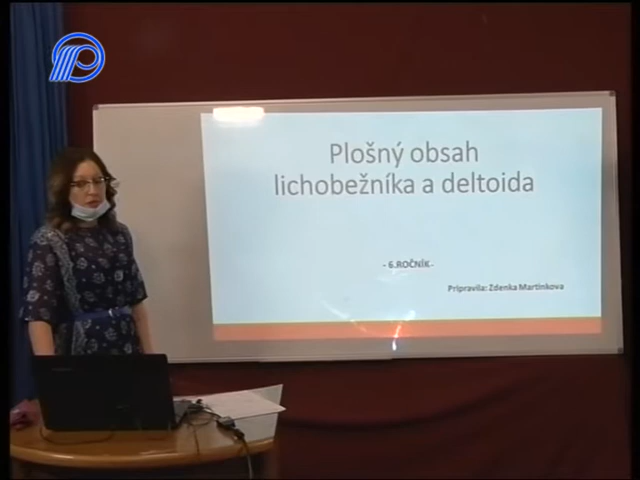 Plošný obsah
lichobežníka a deltoida
- 6.ROČNÍK-
Pripravila: Zdenka Martinkova